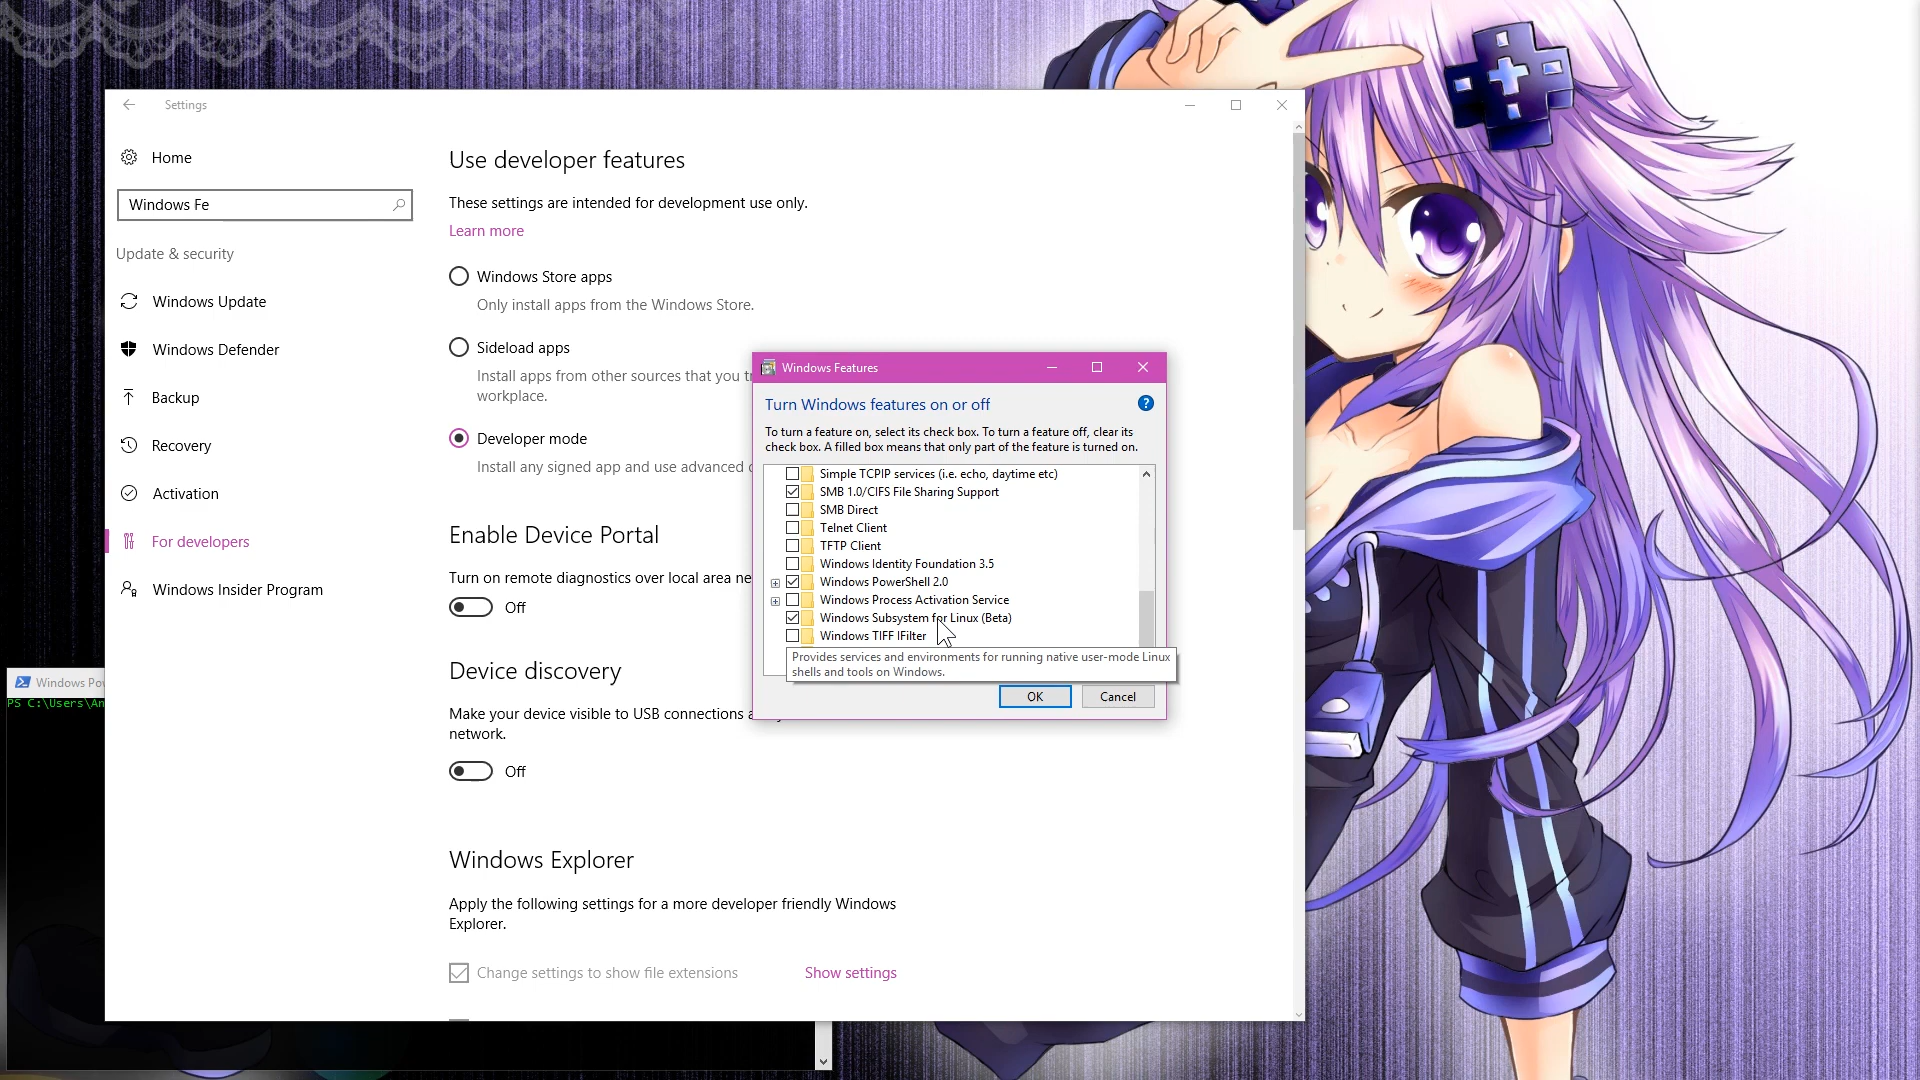 Settings
Home
Windows Fe
Update & security
Windows Update
Windows Defender
Backup
Recovery
Activation
For developers
Windows Insider Program
Use developer features
These settings are intended for development use only.
Learn more
Windows Store apps
Only install apps from the Windows Store.
Sideload apps
Install apps from other sources that you
workplace.
Developer mode
Install any signed app and use advanced
Enable Device Portal
Turn on remote diagnostics over local area
Off
Device discovery
Make your device visible to USB connections
network.
Off
Windows Explorer
Apply the following settings for a more developer friendly Windows
Explorer.
Change settings to show file extensions
Show settings
Windows Features
Turn Windows features on or off
To turn a feature on, select its check box. To turn a feature off, clear its
check box. A filled box means that only part of the feature is turned on.
Simple TCPIP services (i.e. echo, daytime etc)
SMB 1.0/CIFS File Sharing Support
SMB Direct
Telnet Client
TFTP Client
Windows Identity Foundation 3.5
Windows PowerShell 2.0
Windows Process Activation Service
Windows Subsystem for Linux (Beta)
Windows TIFF IFilter
Provides services and environments for running native user-mode Linux
shells and tools on Windows.
OK
Cancel
Windows
PS C:\Users\An